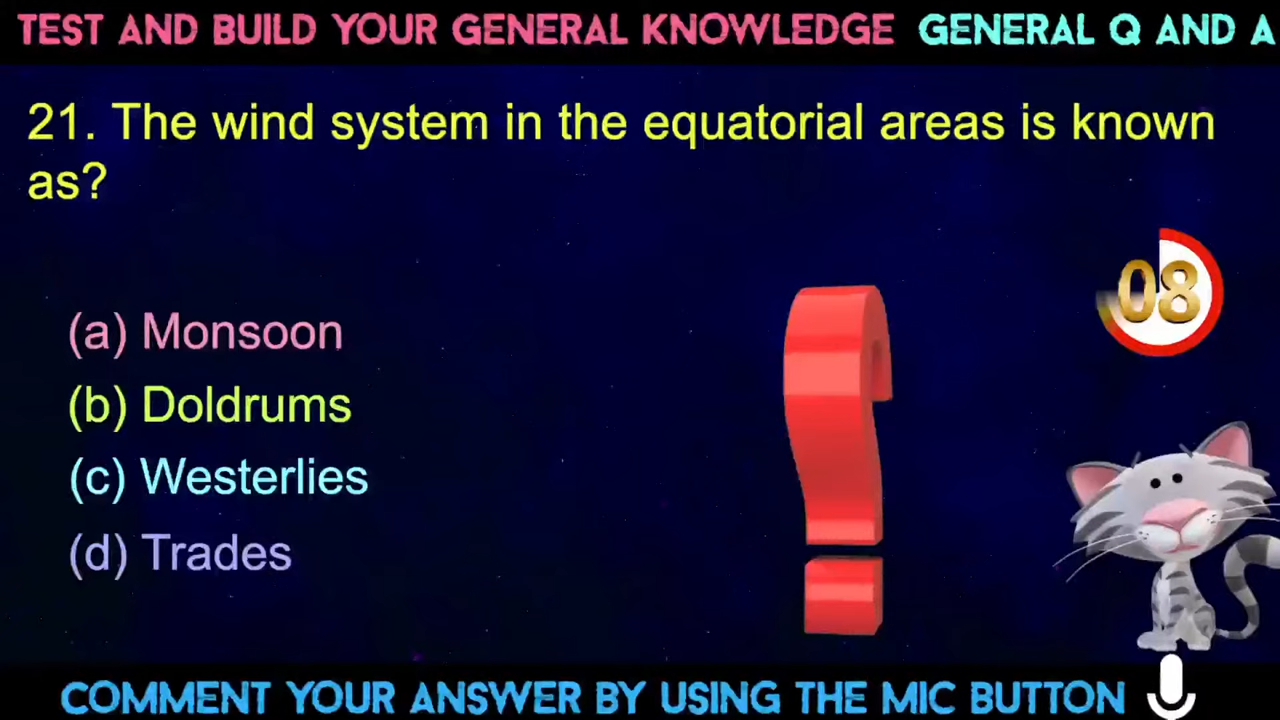 TEST AND BUILD YOUR GENERAL KNOWLEDGE GENERAL Q AND A
21. The wind system in the equatorial areas is known
as?
08
(a) Monsoon
(b) Doldrums
(c) Westerlies
(d) Trades
COMMENT YOUR ANSWER BY USING THE MIC BUTTON